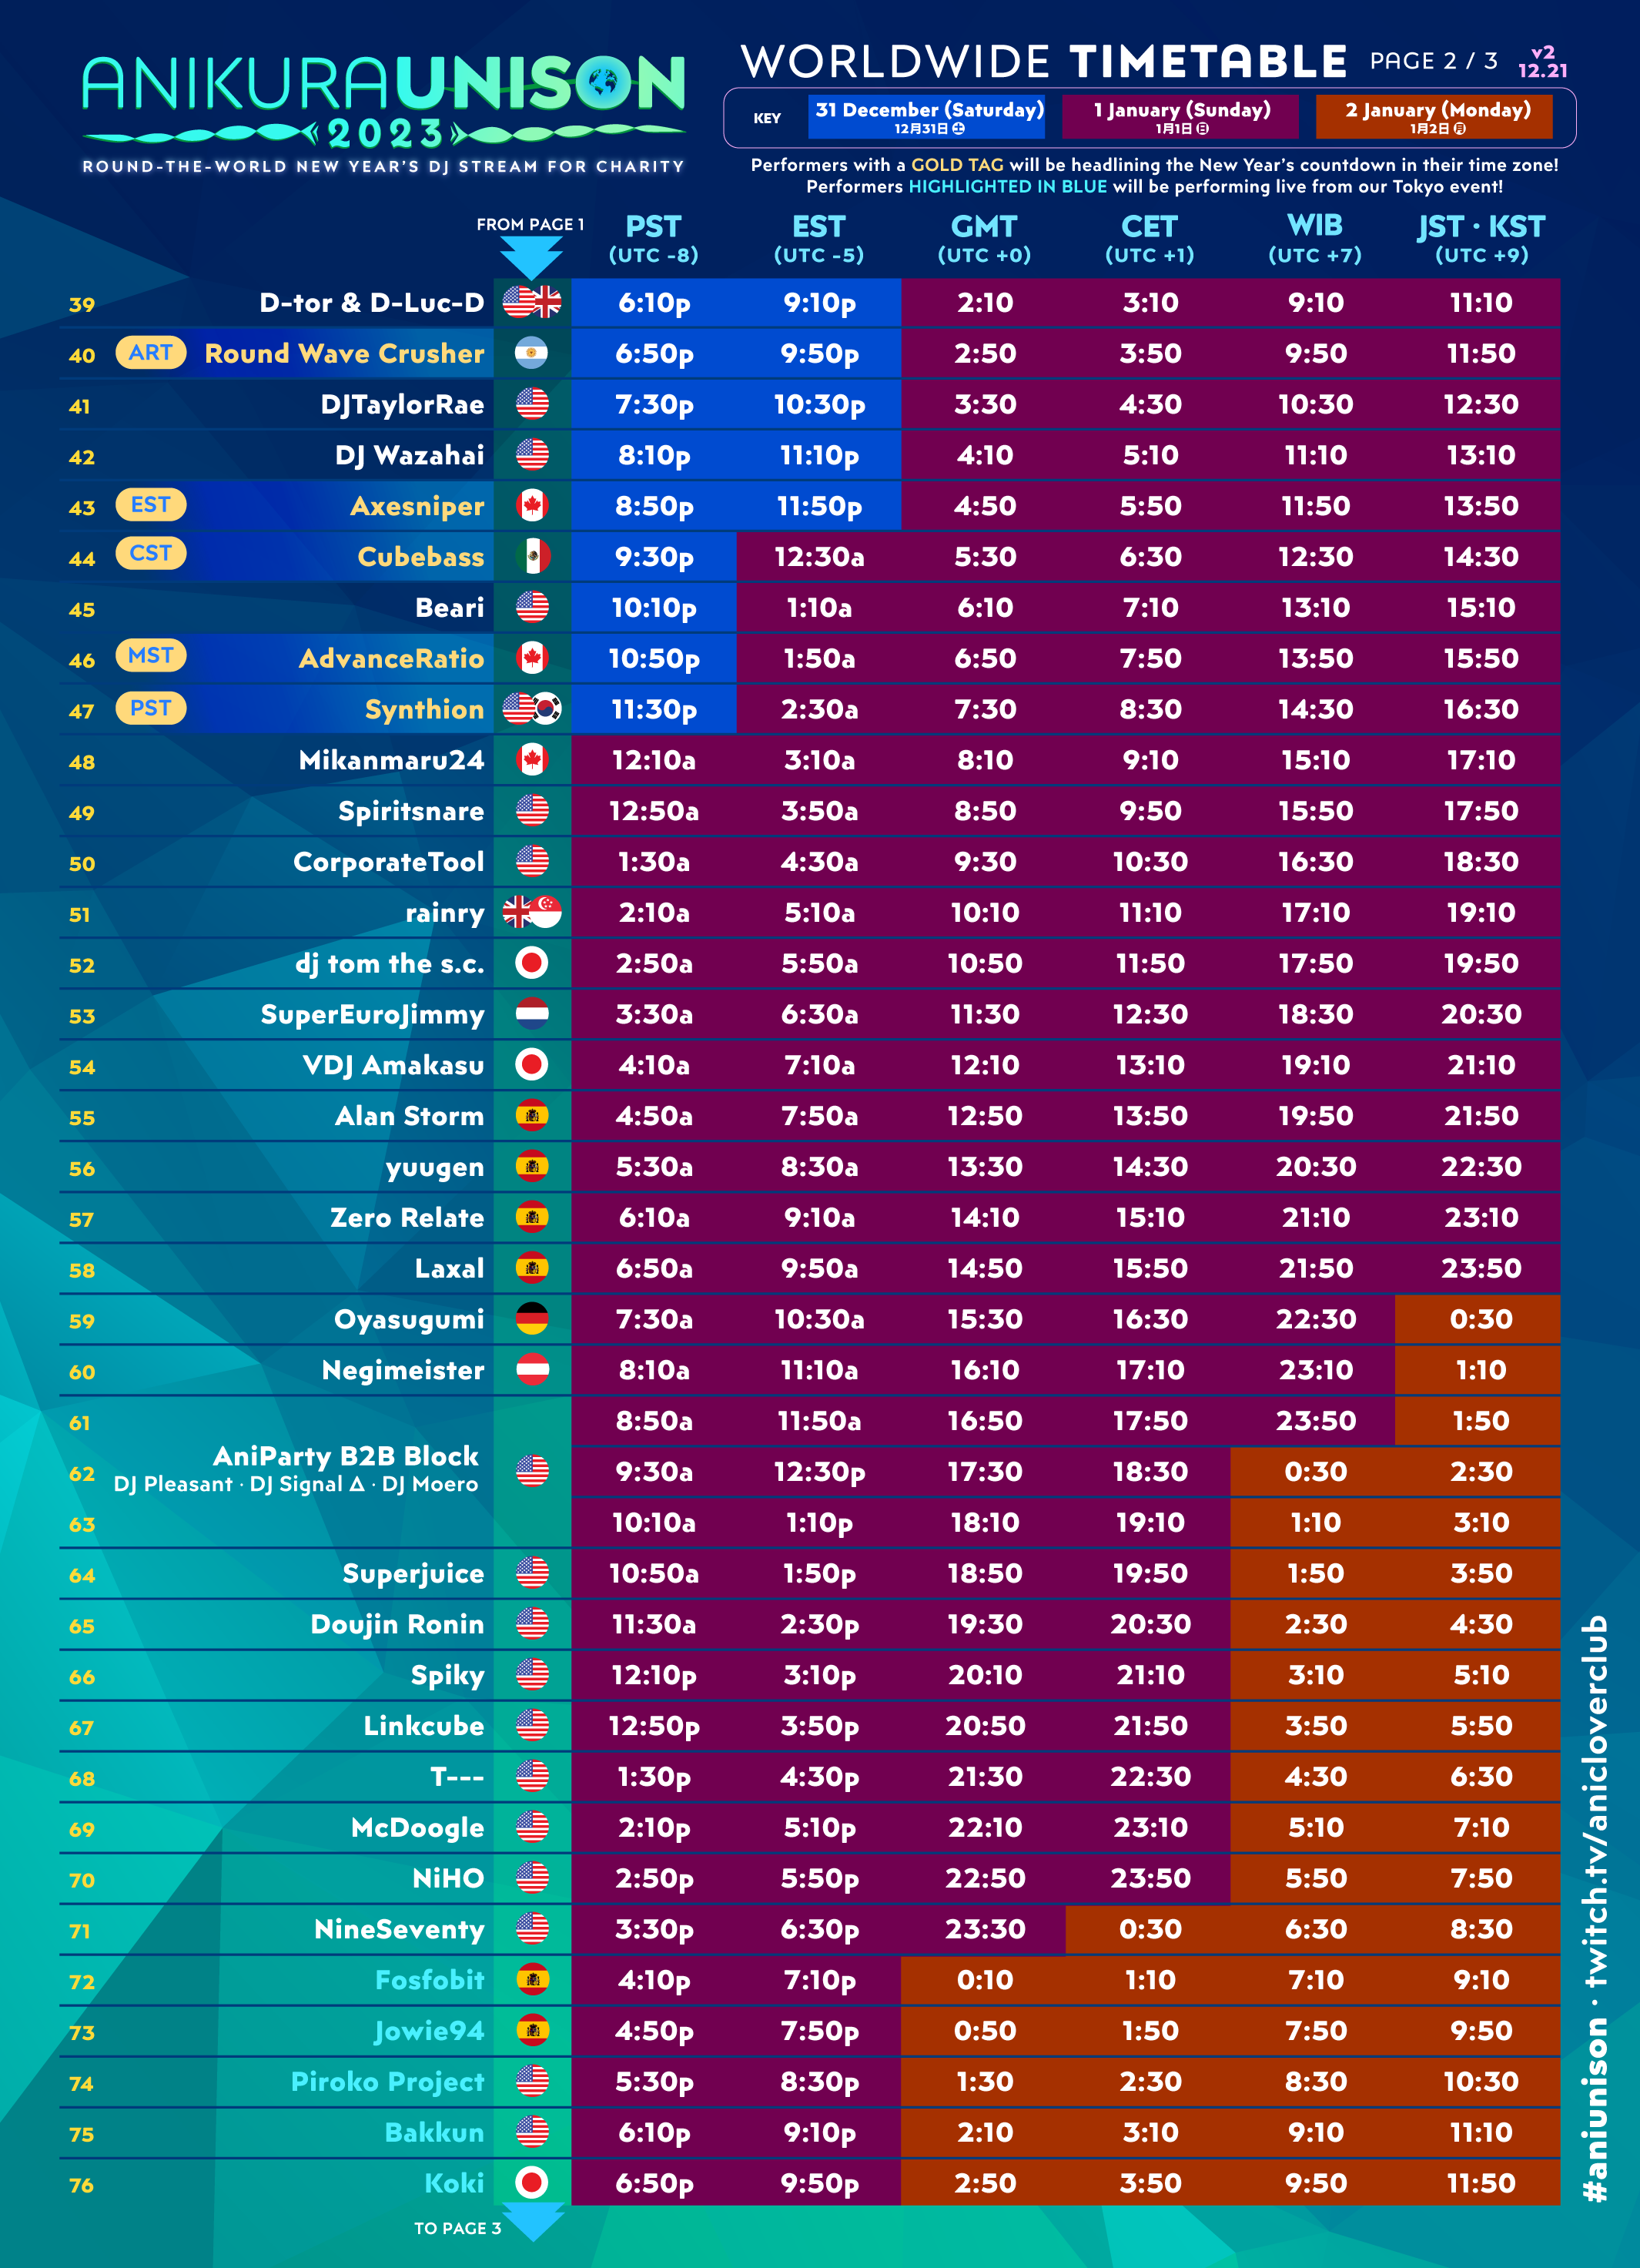 ANIKURAUNISON
2023
ROUND-THE-WORLD NEW YEAR'S DJ STREAM FOR CHARITY
WORLDWIDE TIMETABLE PAGE 2 / 3 v2 12.21
KEY
31 December (Saturday) 1 January (Sunday) 2 January (Monday)
12月31日 土 1月1日 日 1月2日 月
Performers with a GOLD TAG will be headlining the New Year's countdown in their time zone!
Performers HIGHLIGHTED IN BLUE will be performing live from our Tokyo event!
FROM PAGE 1
PST EST GMT CET WIB JST · KST
(UTC -8) (UTC -5) (UTC +0) (UTC +1) (UTC +7) (UTC +9)
39 D-tor & D-Luc-D 6:10p 9:10p 2:10 3:10 9:10 11:10
40 ART Round Wave Crusher 6:50p 9:50p 2:50 3:50 9:50 11:50
41 DJTaylorRae 7:30p 10:30p 3:30 4:30 10:30 12:30
42 DJ Wazahai 8:10p 11:10p 4:10 5:10 11:10 13:10
43 EST Axesniper 8:50p 11:50p 4:50 5:50 11:50 13:50
44 CST Cubebass 9:30p 12:30a 5:30 6:30 12:30 14:30
45 Beari 10:10p 1:10a 6:10 7:10 13:10 15:10
46 MST AdvanceRatio 10:50p 1:50a 6:50 7:50 13:50 15:50
47 PST Synthion 11:30p 2:30a 7:30 8:30 14:30 16:30
48 Mikanmaru24 12:10a 3:10a 8:10 9:10 15:10 17:10
49 Spiritsnare 12:50a 3:50a 8:50 9:50 15:50 17:50
50 CorporateTool 1:30a 4:30a 9:30 10:30 16:30 18:30
51 rainry 2:10a 5:10a 10:10 11:10 17:10 19:10
52 dj tom the s.c. 2:50a 5:50a 10:50 11:50 17:50 19:50
53 SuperEuroJimmy 3:30a 6:30a 11:30 12:30 18:30 20:30
54 VDJ Amakasu 4:10a 7:10a 12:10 13:10 19:10 21:10
55 Alan Storm 4:50a 7:50a 12:50 13:50 19:50 21:50
56 yuugen 5:30a 8:30a 13:30 14:30 20:30 22:30
57 Zero Relate 6:10a 9:10a 14:10 15:10 21:10 23:10
58 Laxal 6:50a 9:50a 14:50 15:50 21:50 23:50
59 Oyasugumi 7:30a 10:30a 15:30 16:30 22:30 0:30
60 Negimeister 8:10a 11:10a 16:10 17:10 23:10 1:10
61 8:50a 11:50a 16:50 17:50 23:50 1:50
AniParty B2B Block
62 9:30a 12:30p 17:30 18:30 0:30 2:30
DJ Pleasant · DJ Signal Δ · DJ Moero
63 10:10a 1:10p 18:10 19:10 1:10 3:10
64 Superjuice 10:50a 1:50p 18:50 19:50 1:50 3:50
65 Doujin Ronin 11:30a 2:30p 19:30 20:30 2:30 4:30
66 Spiky 12:10p 3:10p 20:10 21:10 3:10 5:10
67 Linkcube 12:50p 3:50p 20:50 21:50 3:50 5:50
68 T--- 1:30p 4:30p 21:30 22:30 4:30 6:30
69 McDoogle 2:10p 5:10p 22:10 23:10 5:10 7:10
70 NiHO 2:50p 5:50p 22:50 23:50 5:50 7:50
71 NineSeventy 3:30p 6:30p 23:30 0:30 6:30 8:30
72 Fosfobit 4:10p 7:10p 0:10 1:10 7:10 9:10
73 Jowie94 4:50p 7:50p 0:50 1:50 7:50 9:50
74 Piroko Project 5:30p 8:30p 1:30 2:30 8:30 10:30
75 Bakkun 6:10p 9:10p 2:10 3:10 9:10 11:10
76 Koki 6:50p 9:50p 2:50 3:50 9:50 11:50
TO PAGE 3
#aniunison · twitch.tv/anicloverclub